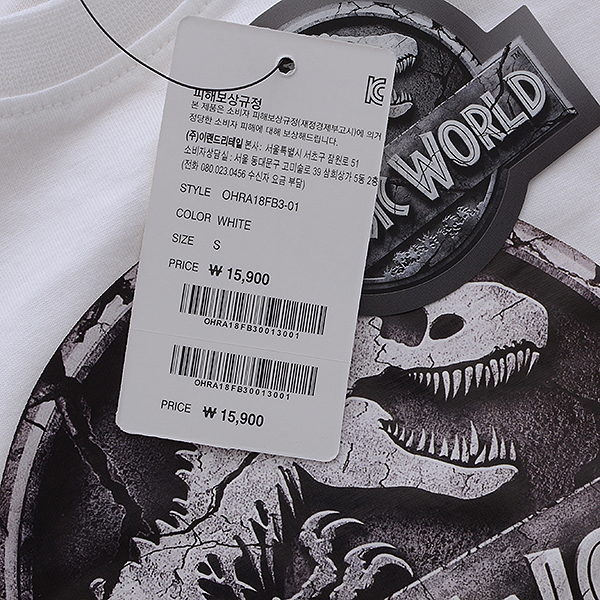 피해보상규정
본 제품은 소비자 피해보상규정(재정경제부고시)에 의거
정당한 소비자 피해에 대해 보상해드립니다.
(주)이랜드리테일 본사: 서울특별시 서초구 잠원로 51
소비자상담실: 서울 동대문구 고미술로 39 삼희상가 5동 2층
(전화 080.023.0456 수신자 요금 부담)
STYLE OHRA18FB3-01
COLOR WHITE
SIZE S
PRICE ₩ 15,900
OHRA18FB30013001
OHRA18FB30013001
PRICE ₩ 15,900
WORLD